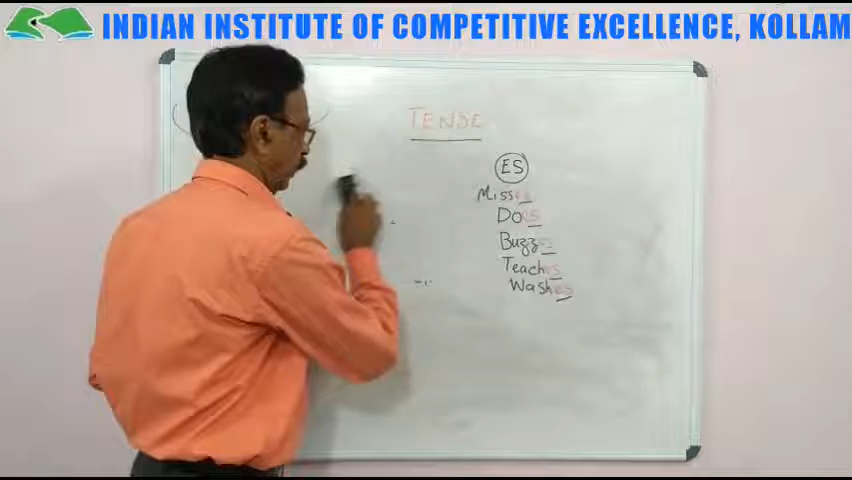 INDIAN INSTITUTE OF COMPETITIVE EXCELLENCE, KOLLAM
TENSE
ES
Misses
Does
Buzzes
Teaches
Washes